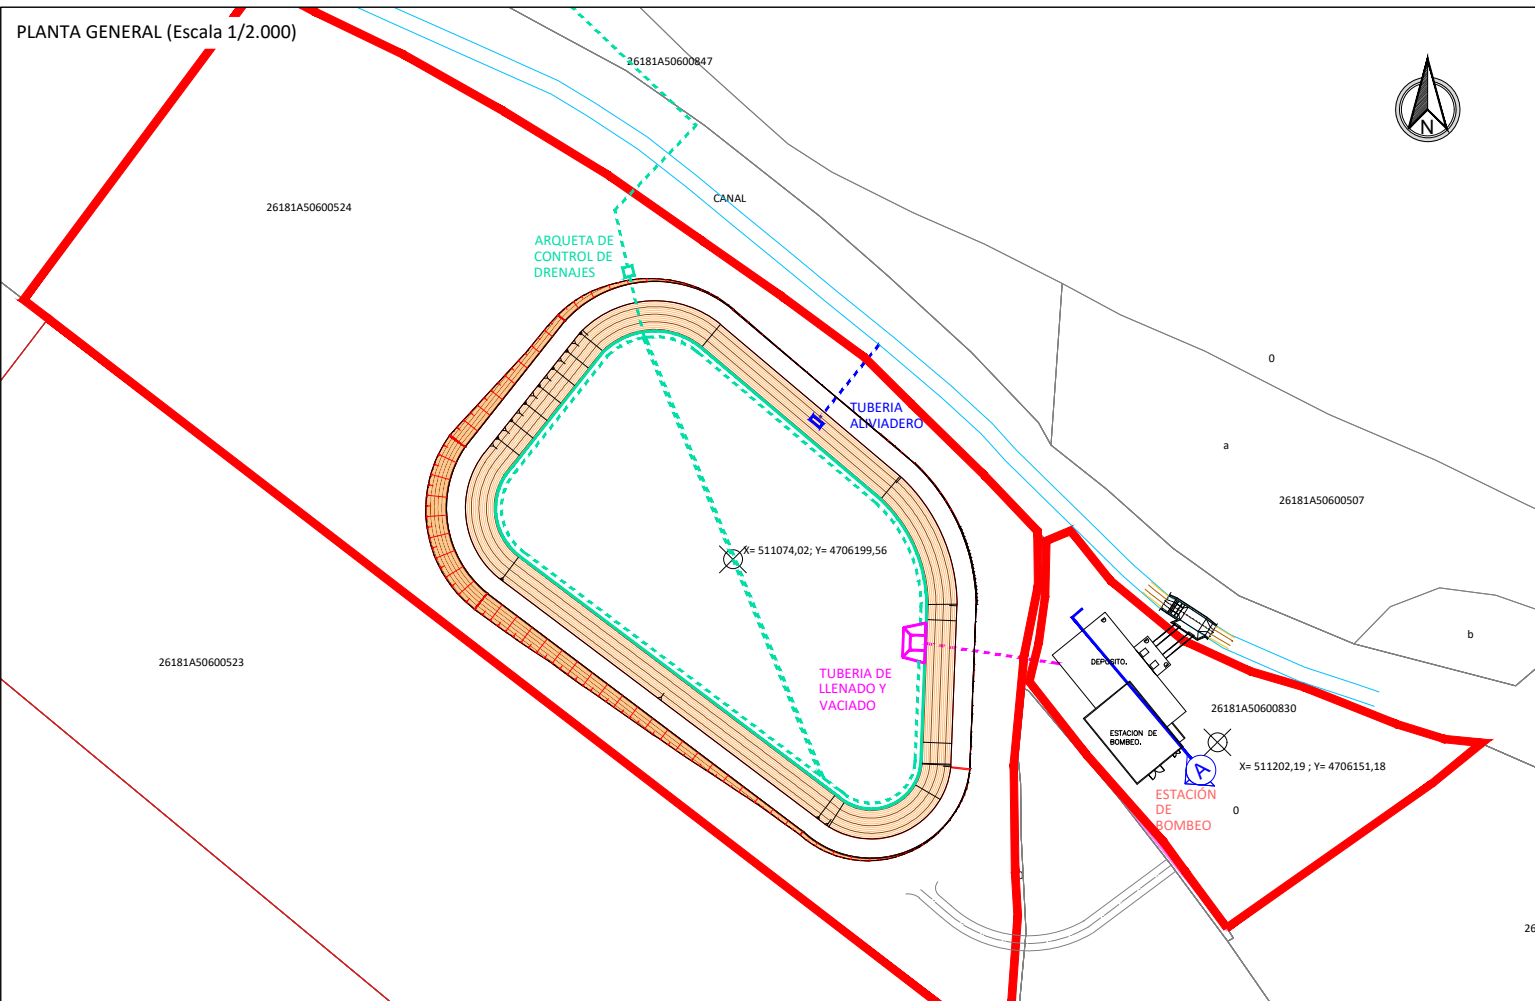 PLANTA GENERAL (Escala 1/2.000)
26181A50600847
N
26181A50600524
CANAL
ARQUETA DE
CONTROL DE
DRENAJES
0
TUBERIA
ALIVIADERO
a
26181A50600507
X= 511074,02; Y= 4706199,56
b
26181A50600523
DEPOSITO.
TUBERIA DE
LLENADO Y
VACIADO
26181A50600830
ESTACION DE
BOMBEO.
X= 511202,19 ; Y= 4706151,18
A
ESTACIÓN
DE
BOMBEO
0
26